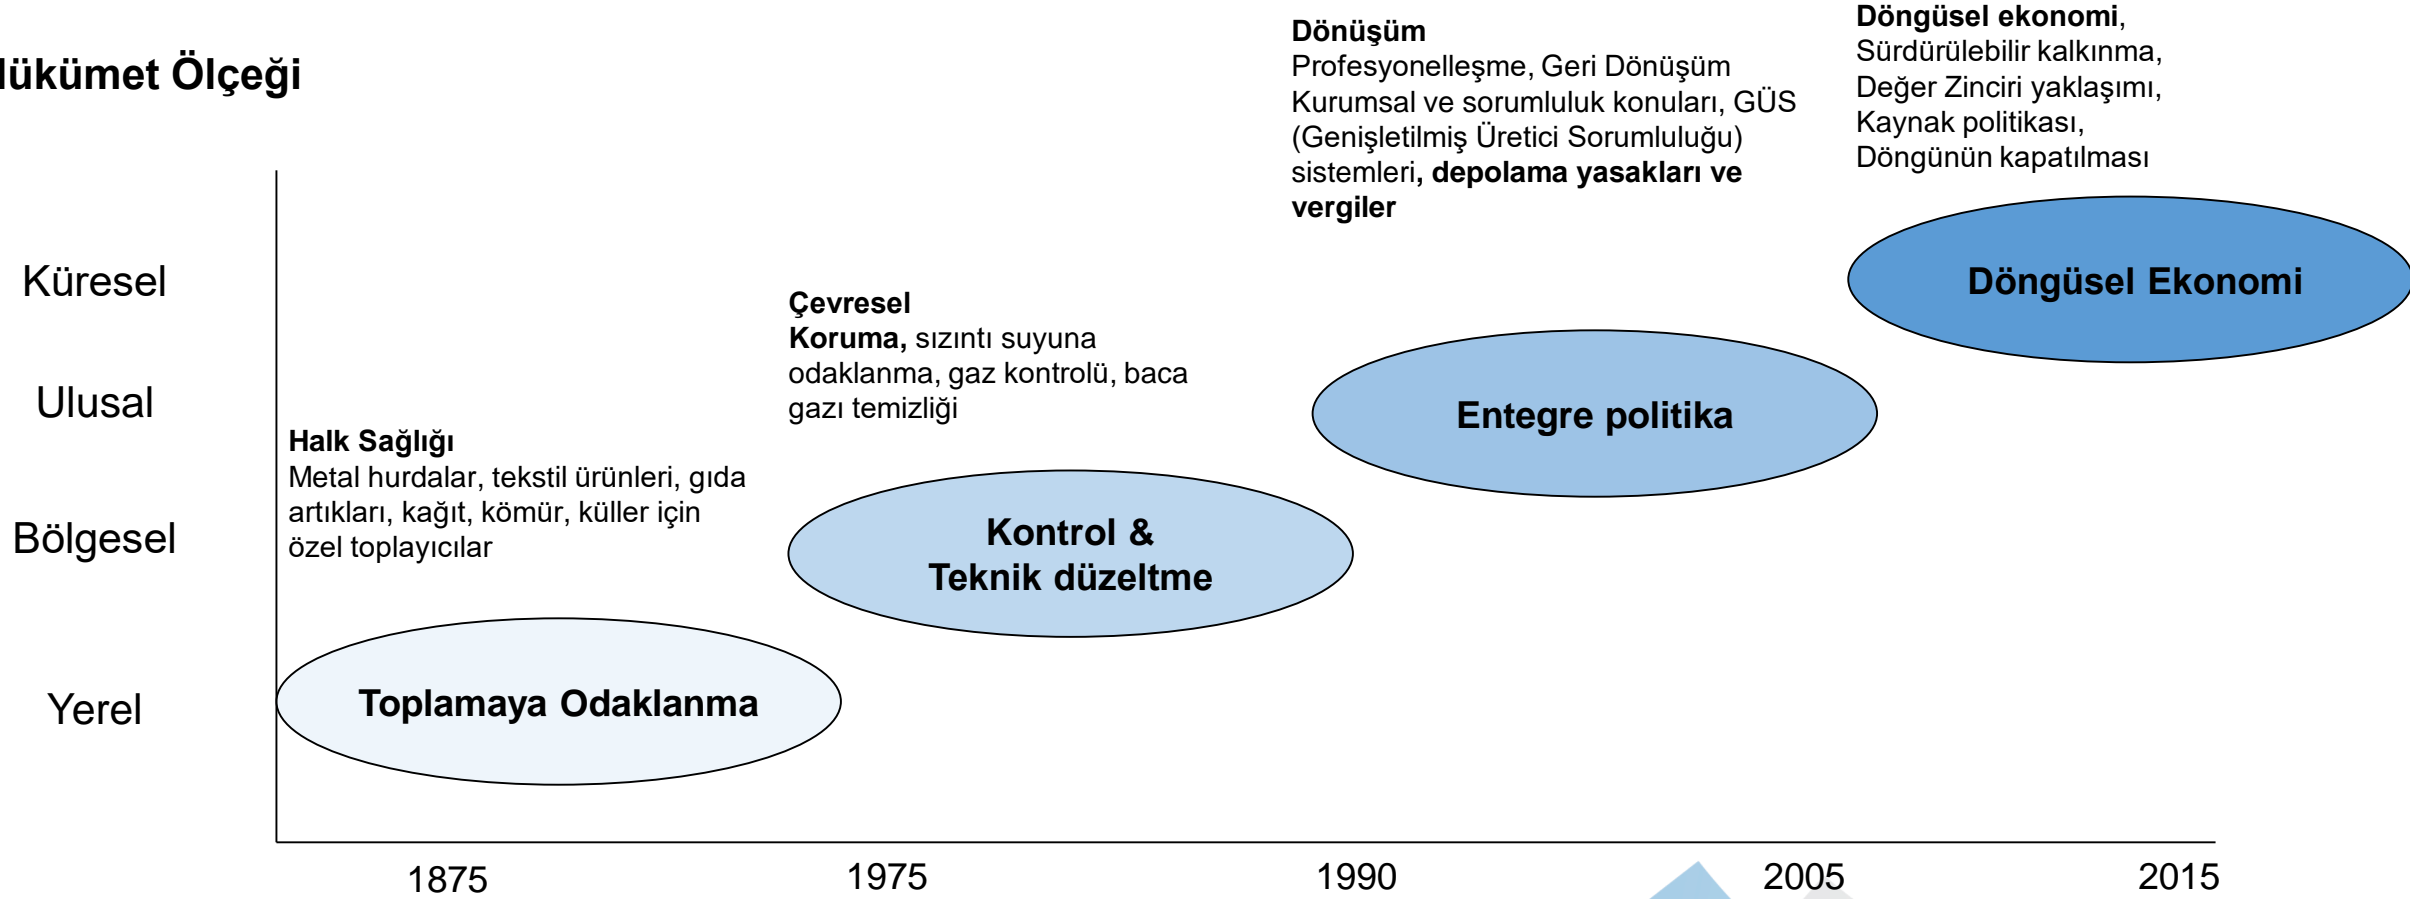 Hükümet Ölçeği
Dönüşüm
Profesyonelleşme, Geri Dönüşüm
Kurumsal ve sorumluluk konuları, GÜS
(Genişletilmiş Üretici Sorumluluğu)
sistemleri, depolama yasakları ve
vergiler
Döngüsel ekonomi,
Sürdürülebilir kalkınma,
Değer Zinciri yaklaşımı,
Kaynak politikası,
Döngünün kapatılması
Küresel
Döngüsel Ekonomi
Çevresel
Koruma, sızıntı suyuna
odaklanma, gaz kontrolü, baca
gazı temizliği
Ulusal
Entegre politika
Halk Sağlığı
Metal hurdalar, tekstil ürünleri, gıda
artıkları, kağıt, kömür, küller için
özel toplayıcılar
Bölgesel
Kontrol &
Teknik düzeltme
Yerel
Toplamaya Odaklanma
1875
1975
1990
2005
2015